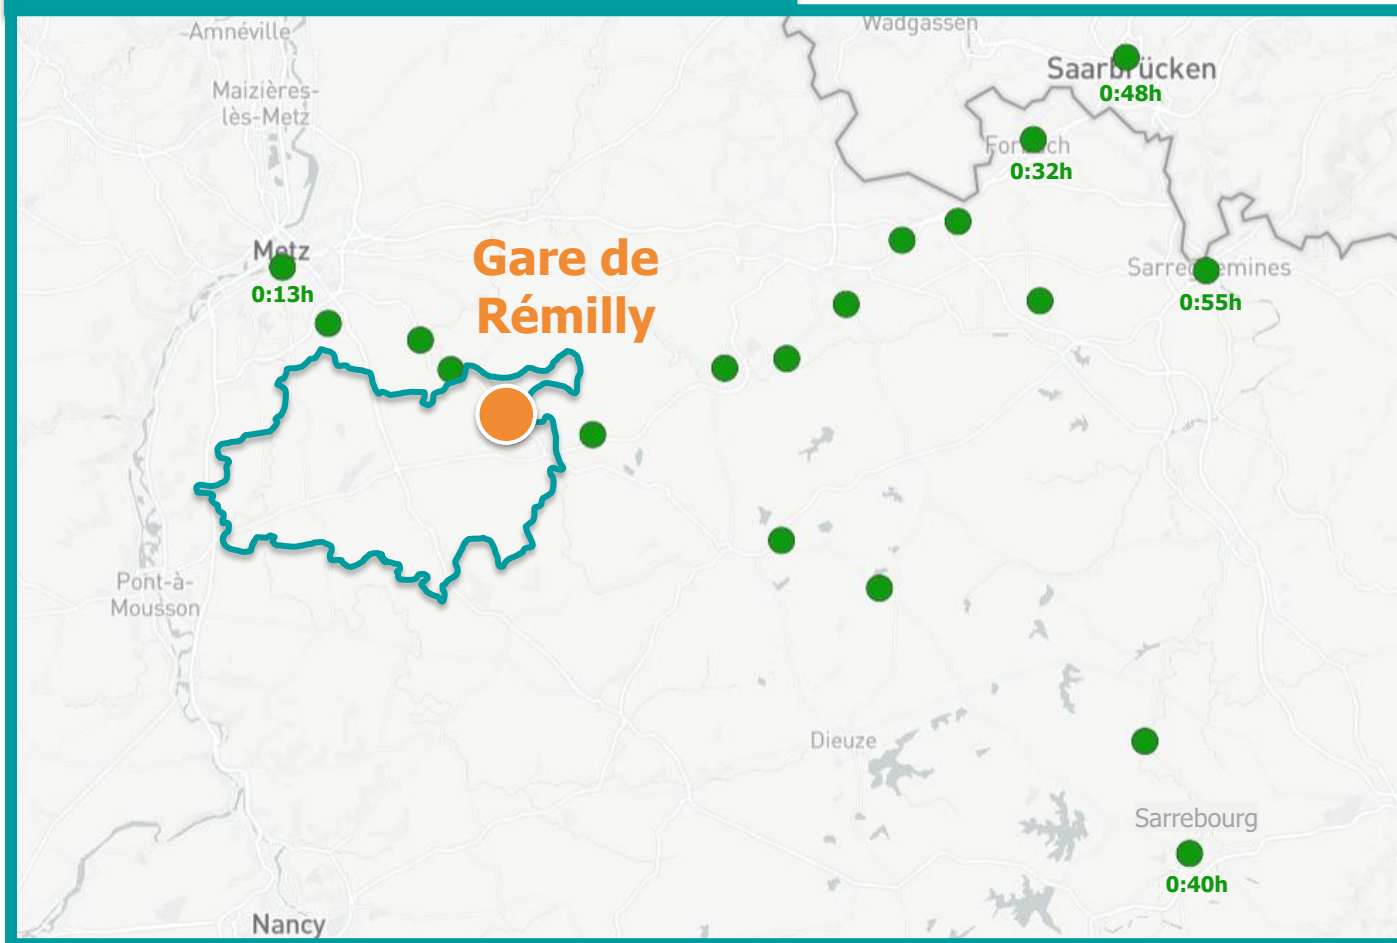 Wadgassen
Amnéville
Saarbrücken
0:48h
Maizières-
lès-Metz
Forbach
0:32h
Metz
0:13h
Gare de
Rémilly
Sarreguemines
0:55h
Pont-à-
Mousson
Dieuze
Sarrebourg
0:40h
Nancy